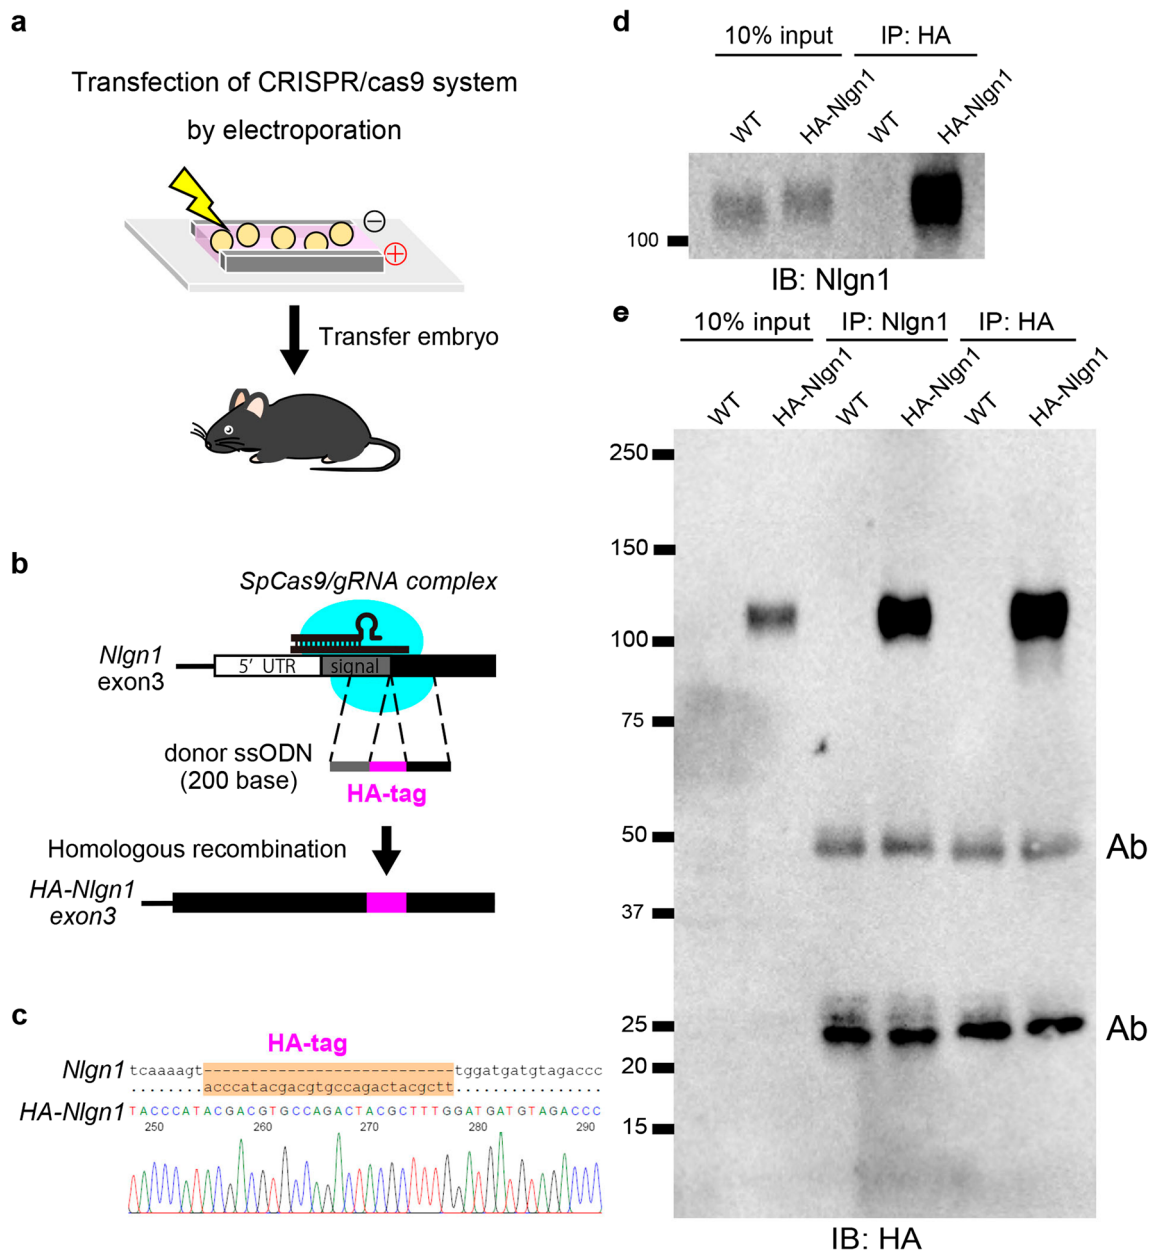 a
Transfection of CRISPR/cas9 system
by electroporation
−
+
Transfer embryo
b
SpCas9/gRNA complex
Nlgn1
exon3
5' UTR
signal
donor ssODN
(200 base)
HA-tag
Homologous recombination
HA-Nlgn1
exon3
c
HA-tag
Nlgn1
tcaaaagt-----------------------tggatgatgtagaccc
........acccatacgacgtgccagactacgctt..............
HA-Nlgn1
TACCCATACGACGTGCCAGACTACGCTTTGGATGATGTAGACCC
250 260 270 280 290
d
10% input IP: HA
WT HA-Nlgn1 WT HA-Nlgn1
100
IB: Nlgn1
e
10% input IP: Nlgn1 IP: HA
WT HA-Nlgn1 WT HA-Nlgn1 WT HA-Nlgn1
250
150
100
75
50
Ab
37
25
Ab
20
15
IB: HA